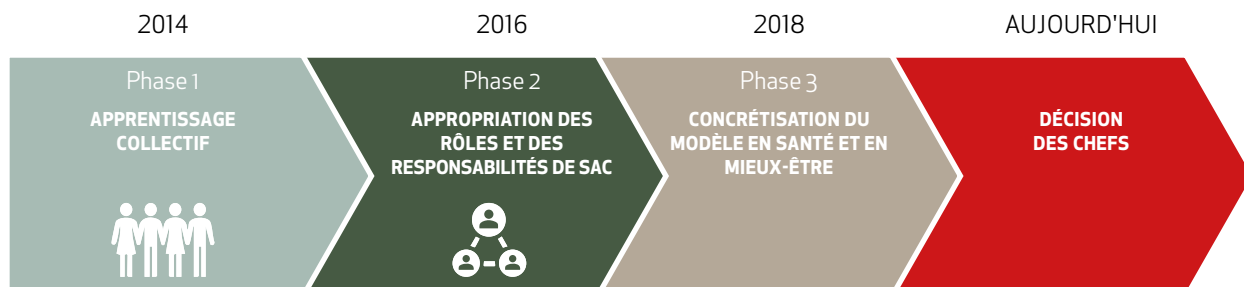 2014
2016
2018
AUJOURD'HUI
Phase 1
APPRENTISSAGE
COLLECTIF
Phase 2
APPROPRIATION DES
RÔLES ET DES
RESPONSABILITÉS DE SAC
Phase 3
CONCRÉTISATION DU
MODÈLE EN SANTÉ ET EN
MIEUX-ÊTRE
DÉCISION
DES CHEFS